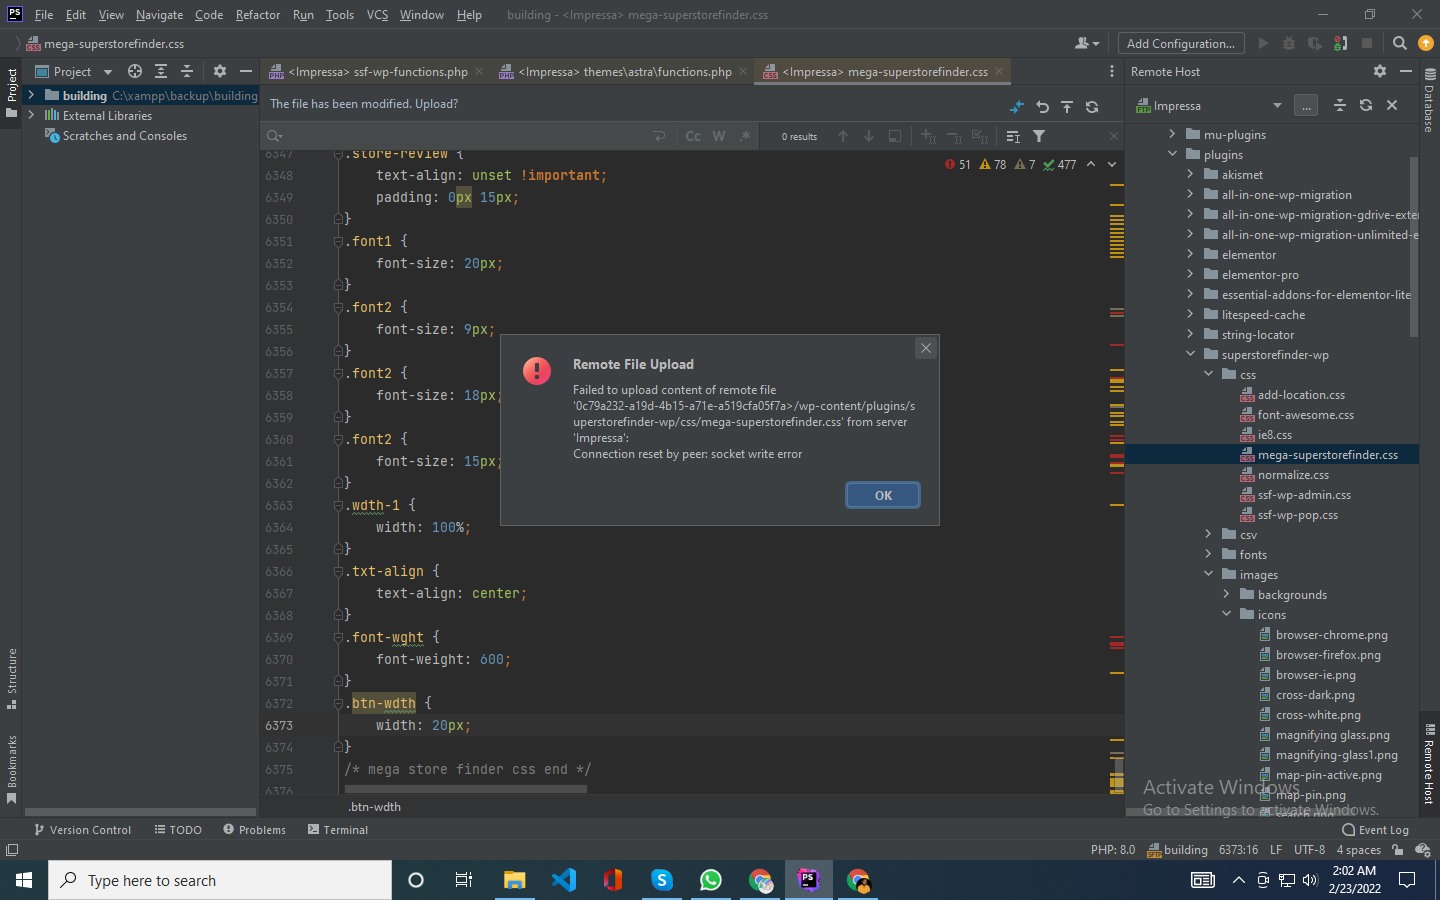 PS File Edit View Navigate Code Refactor Run Tools VCS Window Help building - <Impressa> mega-superstorefinder.css
mega-superstorefinder.css
Add Configuration...
Project
<Impressa> ssf-wp-functions.php
<Impressa> themes\astra\functions.php
<Impressa> mega-superstorefinder.css
Remote Host
building C:\xampp\backup\building
External Libraries
Scratches and Consoles
The file has been modified. Upload?
Cc W .* 0 results
51 78 7 477
6347 .store-review {
6348 text-align: unset !important;
6349 padding: 0px 15px;
6350 }
6351 .font1 {
6352 font-size: 20px;
6353 }
6354 .font2 {
6355 font-size: 9px;
6356 }
6357 .font2 {
6358 font-size: 18px;
6359 }
6360 .font2 {
6361 font-size: 15px;
6362 }
6363 .wdth-1 {
6364 width: 100%;
6365 }
6366 .txt-align {
6367 text-align: center;
6368 }
6369 .font-wght {
6370 font-weight: 600;
6371 }
6372 .btn-wdth {
6373 width: 20px;
6374 }
6375 /* mega store finder css end */
6376
.btn-wdth
Remote File Upload
Failed to upload content of remote file
'0c79a232-a19d-4b15-a71e-a519cfa05f7a>/wp-content/plugins/s
uperstorefinder-wp/css/mega-superstorefinder.css' from server
'Impressa':
Connection reset by peer: socket write error
OK
Impressa
...
mu-plugins
plugins
akismet
all-in-one-wp-migration
all-in-one-wp-migration-gdrive-exte
all-in-one-wp-migration-unlimited-e
elementor
elementor-pro
essential-addons-for-elementor-lite
litespeed-cache
string-locator
superstorefinder-wp
css
add-location.css
font-awesome.css
ie8.css
mega-superstorefinder.css
normalize.css
ssf-wp-admin.css
ssf-wp-pop.css
csv
fonts
images
backgrounds
icons
browser-chrome.png
browser-firefox.png
browser-ie.png
cross-dark.png
cross-white.png
magnifying glass.png
magnifying-glass1.png
map-pin-active.png
map-pin.png
search.png
Activate Windows
Go to Settings to activate Windows.
Project
Structure
Bookmarks
Database
Remote Host
Version Control TODO Problems Terminal
Event Log
PHP: 8.0 building 6373:16 LF UTF-8 4 spaces
Type here to search
2:02 AM
2/23/2022